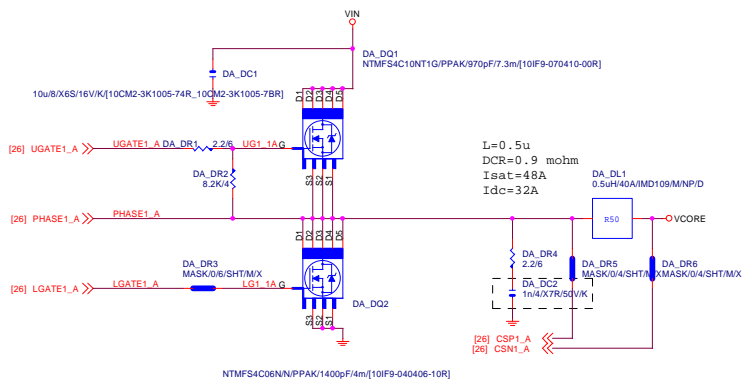 VIN
DA_DQ1
NTMFS4C10NT1G/PPAK/970pF/7.3m/[10IF9-070410-00R]
DA_DC1
10u/8/X6S/16V/K/[10CM2-3K1005-74R_10CM2-3K1005-7BR]
D1 D2 D3 D4 D5
[26] UGATE1_A UGATE1_A DA_DR1 2.2/6 UG1_1A G
DA_DR2
8.2K/4
S3 S2 S1
L=0.5u
DCR=0.9 mohm
Isat=48A
Idc=32A
DA_DL1
0.5uH/40A/IMD109/M/NP/D
[26] PHASE1_A PHASE1_A
R50
VCORE
D1 D2 D3 D4 D5
DA_DR3
MASK/0/6/SHT/M/X
[26] LGATE1_A LGATE1_A LG1_1A G
DA_DQ2
S3 S2 S1
DA_DR4
2.2/6
DA_DC2
1n/4/X7R/50V/K
DA_DR5
MASK/0/4/SHT/M/X
DA_DR6
MASK/0/4/SHT/M/X
[26] CSP1_A
[26] CSN1_A
NTMFS4C06N/N/PPAK/1400pF/4m/[10IF9-040406-10R]